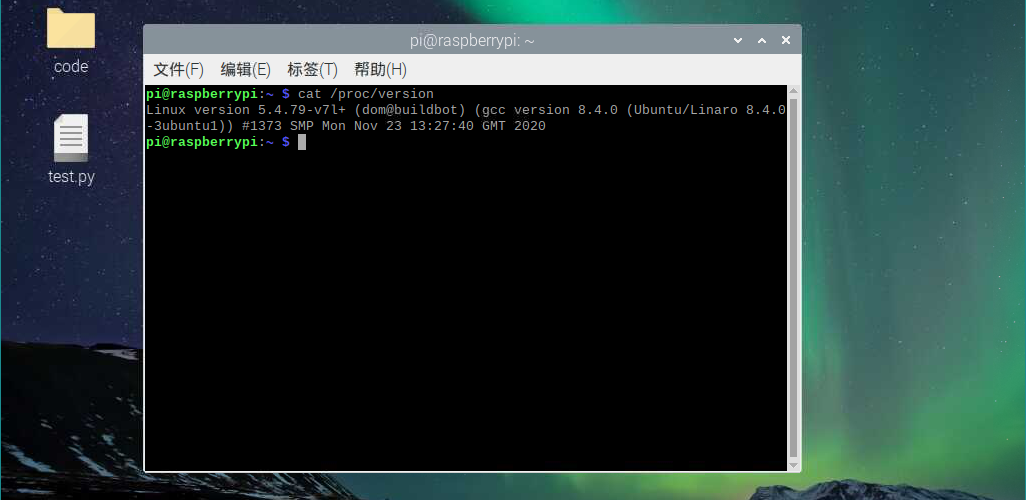 code
test.py
pi@raspberrypi: ~
文件(F) 编辑(E) 标签(T) 帮助(H)
pi@raspberrypi:~ $ cat /proc/version
Linux version 5.4.79-v7l+ (dom@buildbot) (gcc version 8.4.0 (Ubuntu/Linaro 8.4.0
-3ubuntu1)) #1373 SMP Mon Nov 23 13:27:40 GMT 2020
pi@raspberrypi:~ $